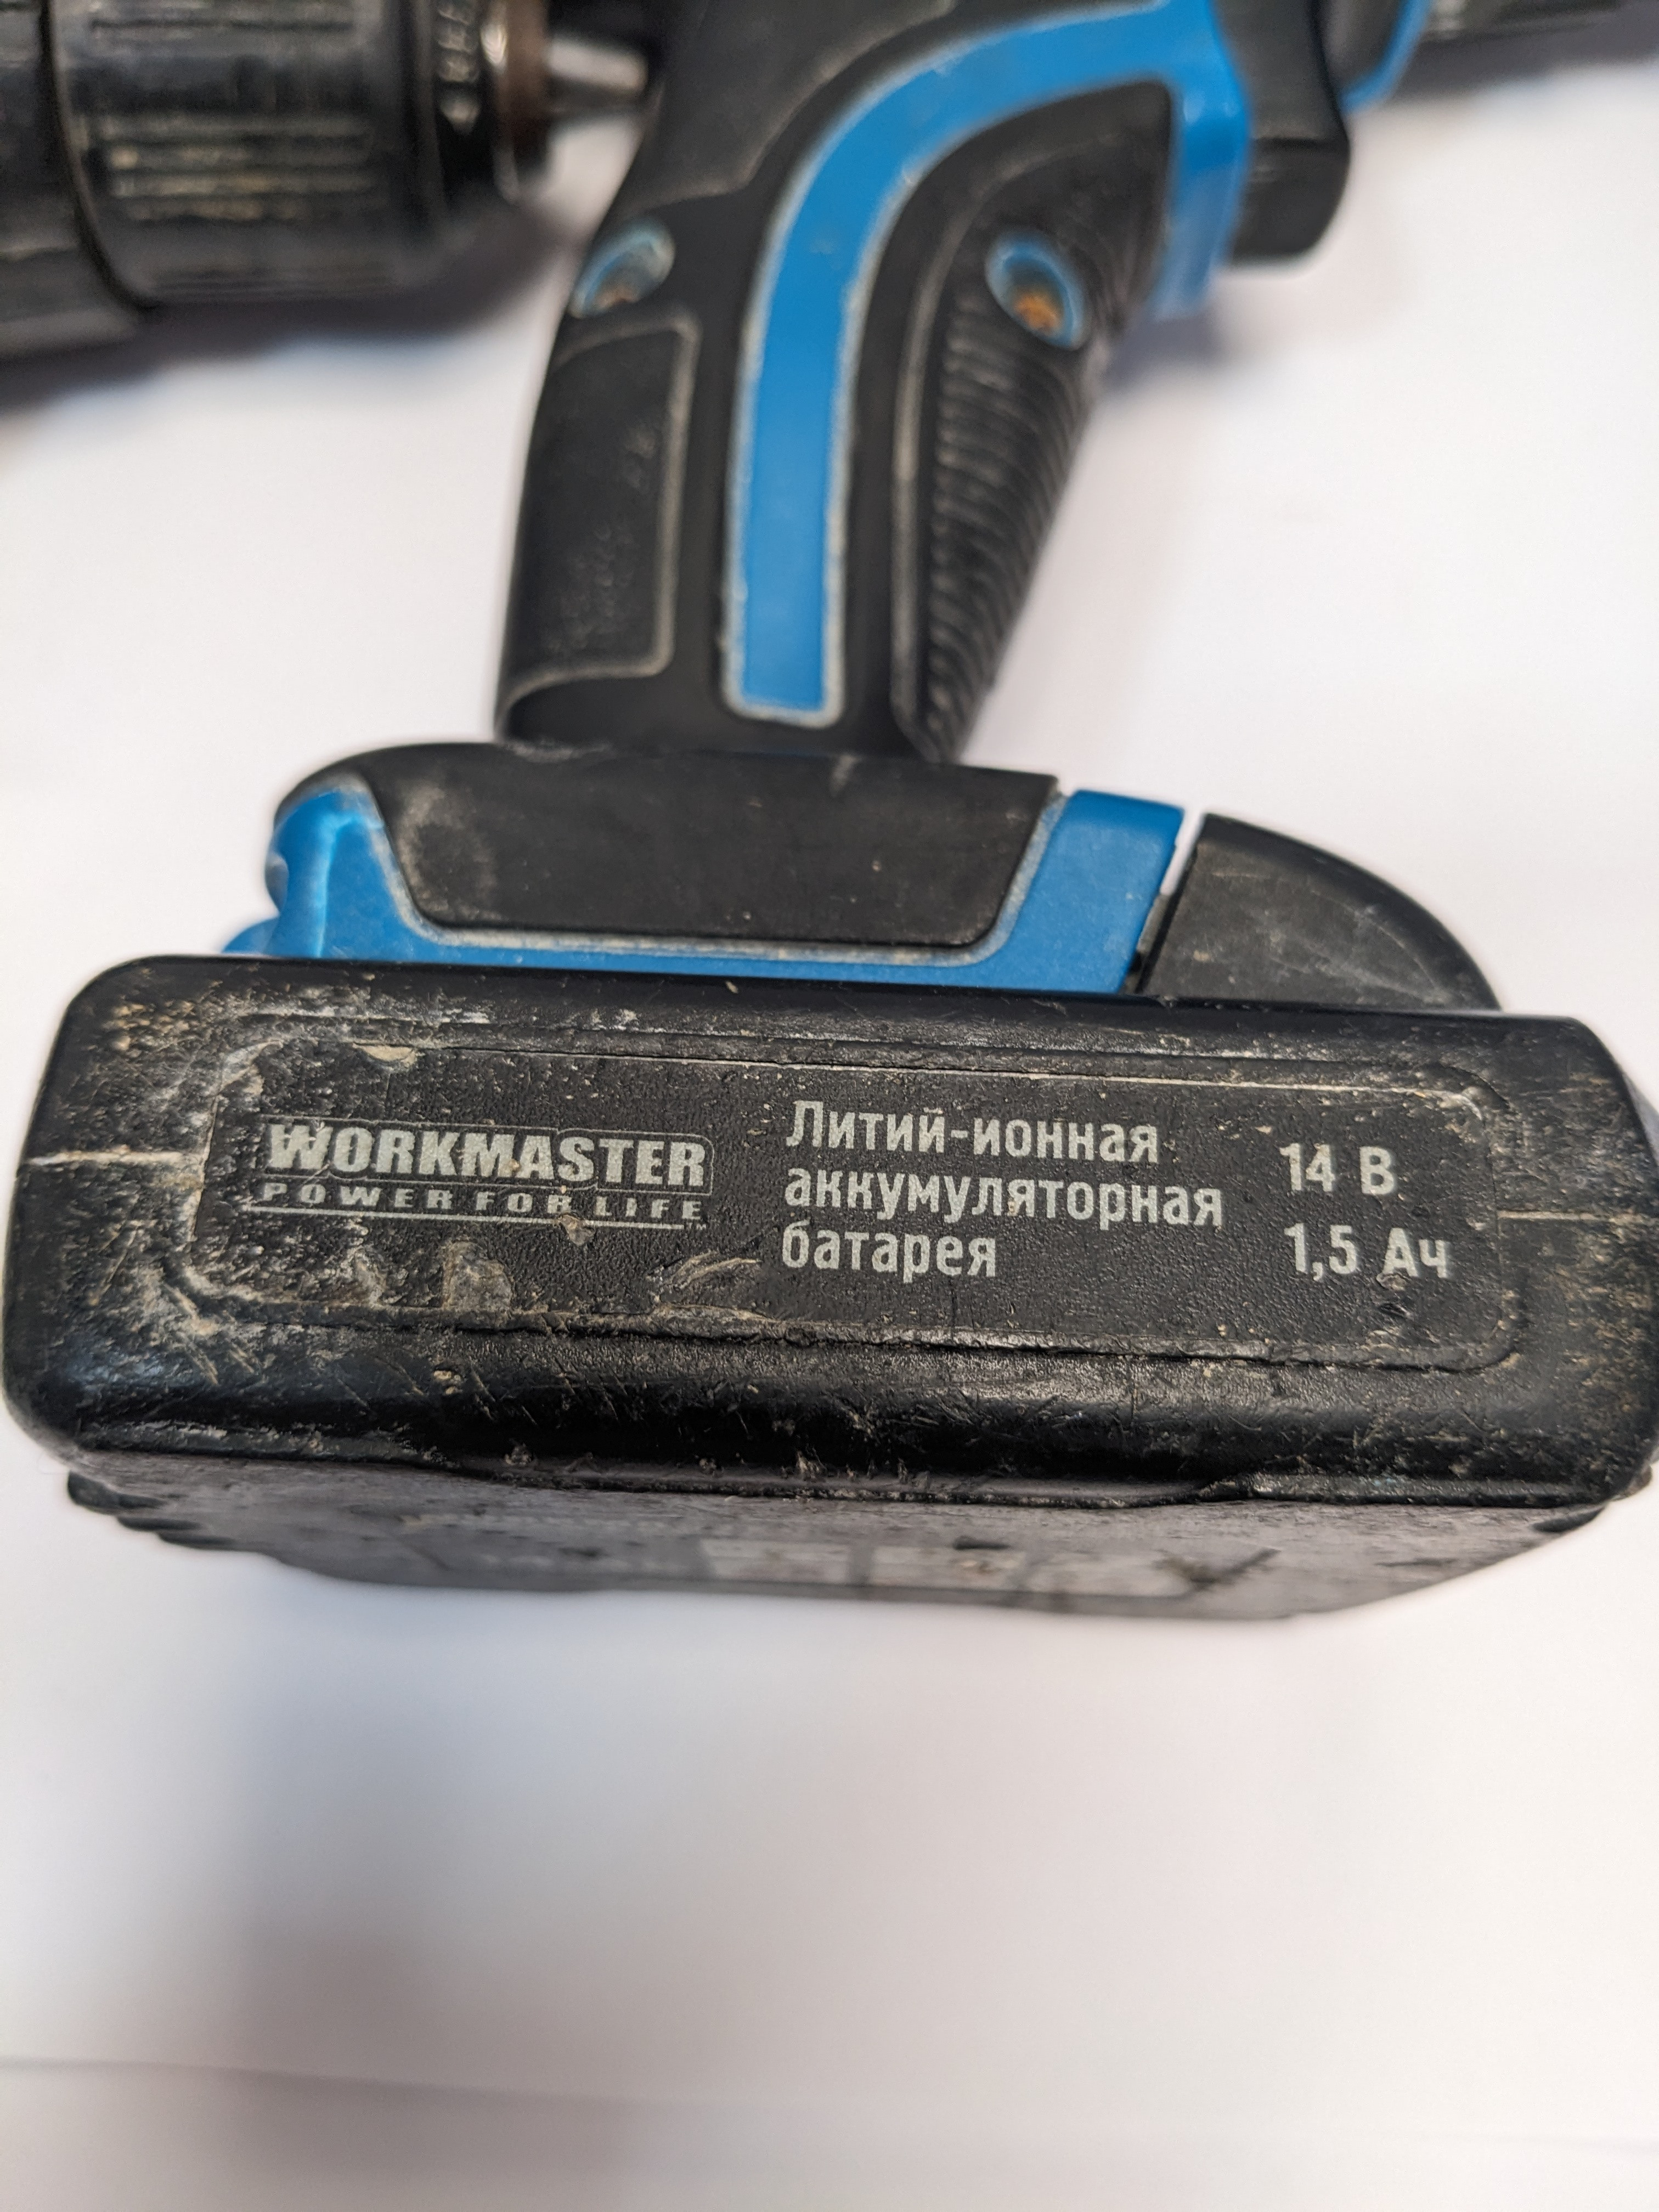 WORKMASTER
POWER FOR LIFE
Литий-ионная
аккумуляторная
батарея
14 В
1,5 Ач